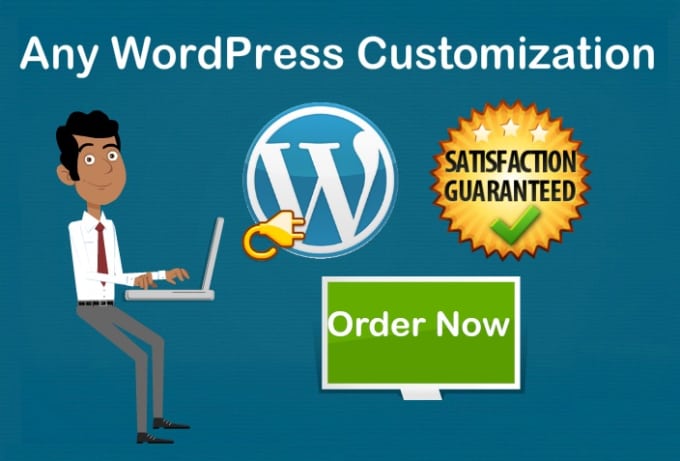 Any WordPress Customization
W
SATISFACTION
GUARANTEED
Order Now